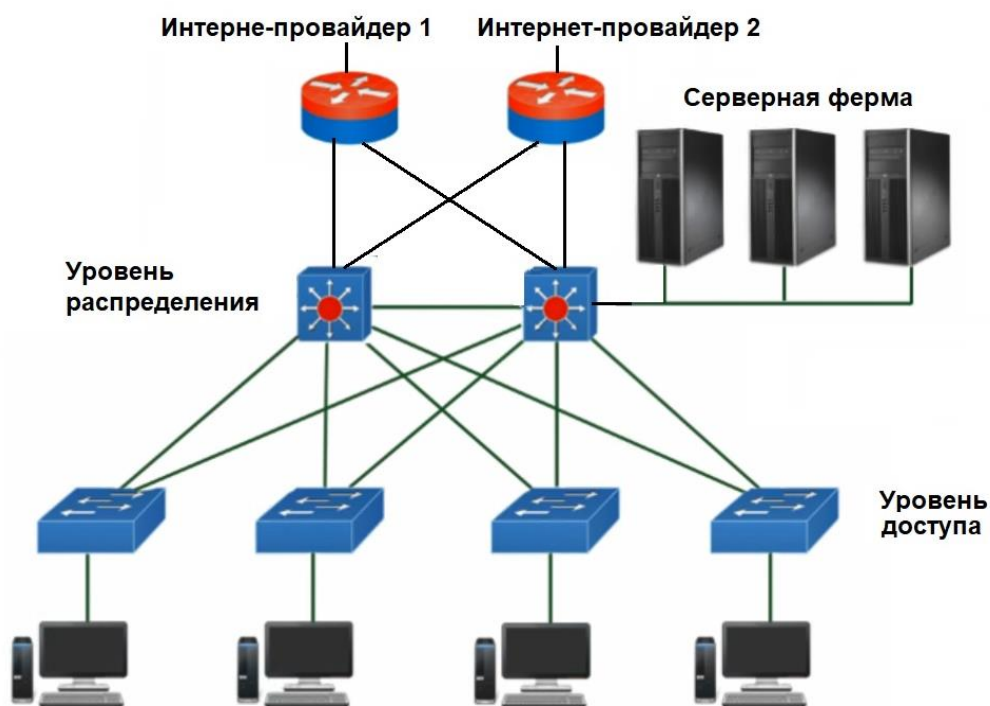 Интерне-провайдер 1
Интернет-провайдер 2
Серверная ферма
Уровень
распределения
Уровень
доступа